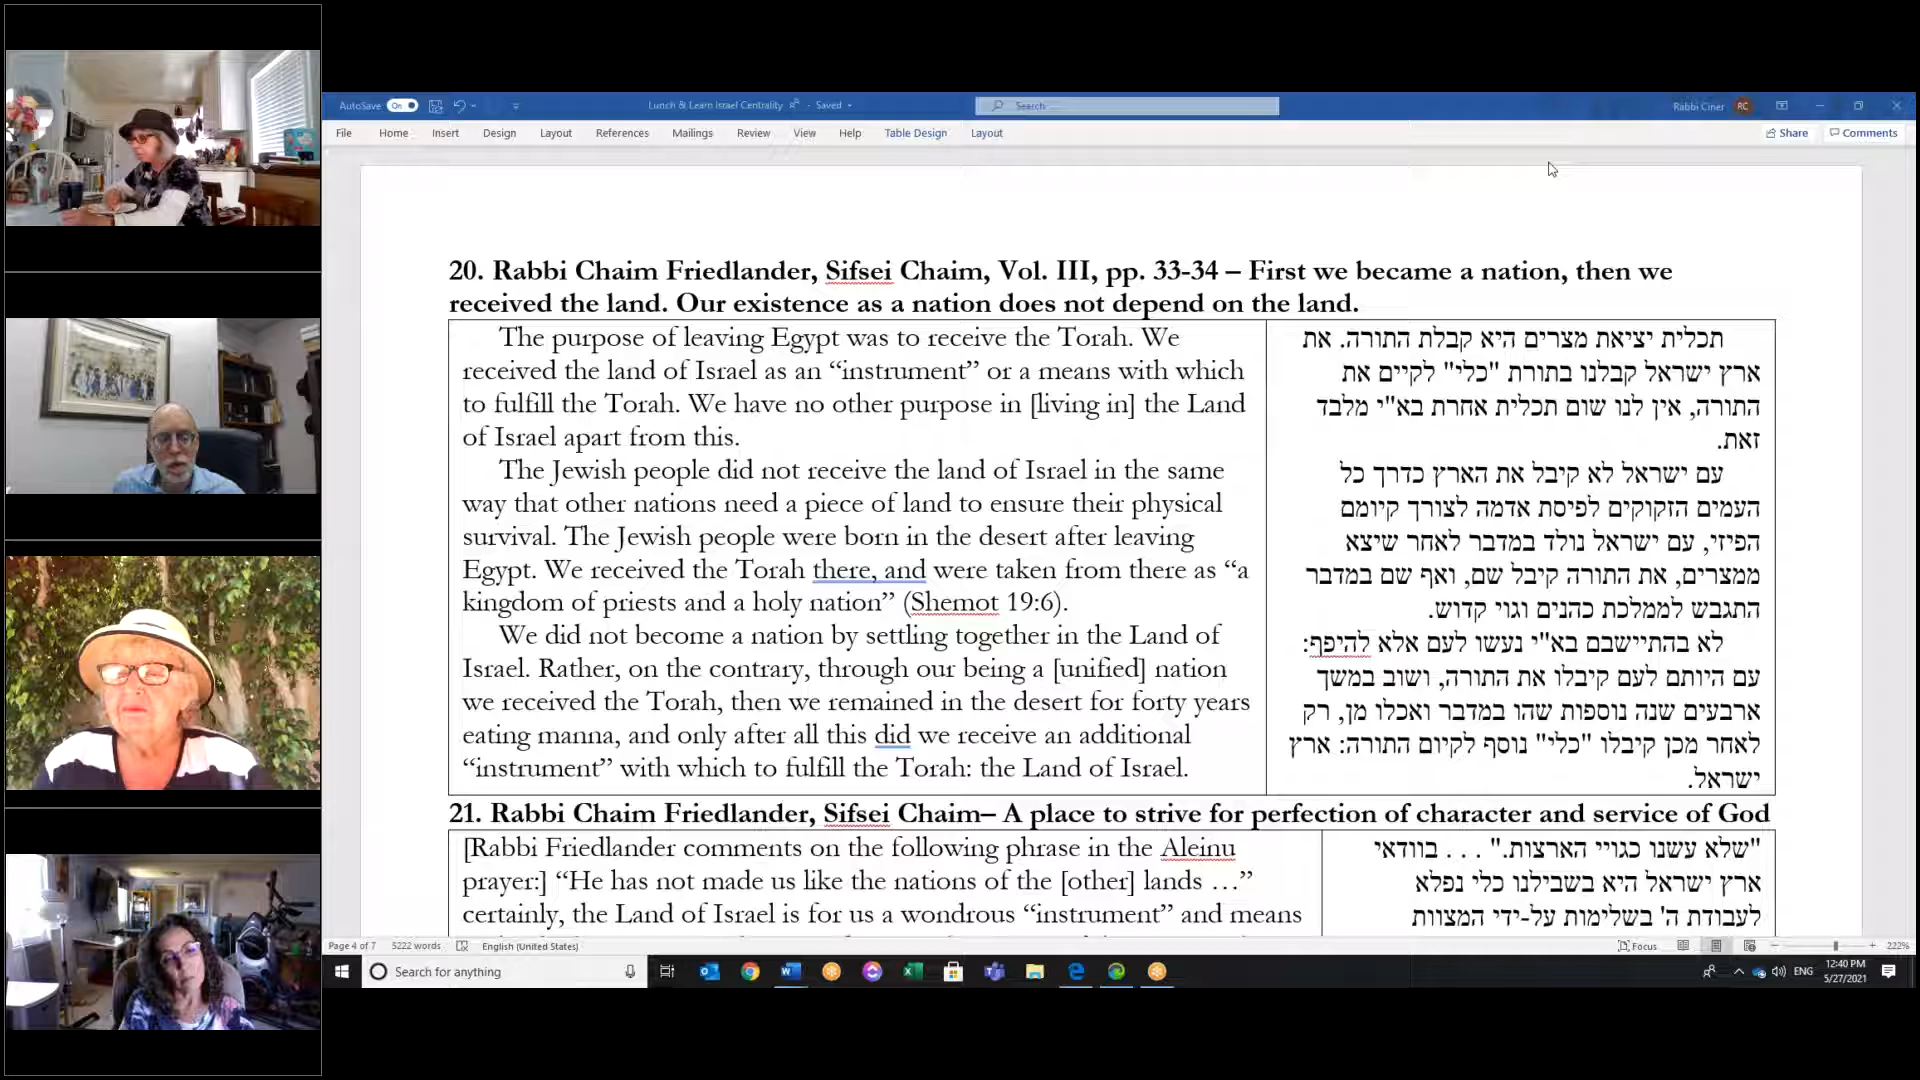 AutoSave On
Lunch & Learn Israel Centrality - Saved
Search
Rabbi Ciner RC
File Home Insert Design Layout References Mailings Review View Help Table Design Layout
Share Comments
20. Rabbi Chaim Friedlander, Sifsei Chaim, Vol. III, pp. 33-34 – First we became a nation, then we
received the land. Our existence as a nation does not depend on the land.
The purpose of leaving Egypt was to receive the Torah. We
received the land of Israel as an “instrument” or a means with which
to fulfill the Torah. We have no other purpose in [living in] the Land
of Israel apart from this.
The Jewish people did not receive the land of Israel in the same
way that other nations need a piece of land to ensure their physical
survival. The Jewish people were born in the desert after leaving
Egypt. We received the Torah there, and were taken from there as “a
kingdom of priests and a holy nation” (Shemot 19:6).
We did not become a nation by settling together in the Land of
Israel. Rather, on the contrary, through our being a [unified] nation
we received the Torah, then we remained in the desert for forty years
eating manna, and only after all this did we receive an additional
“instrument” with which to fulfill the Torah: the Land of Israel.
תכלית יציאת מצרים היא קבלת התורה. את
ארץ ישראל קבלנו בתורת "כלי" לקיים את
התורה, אין לנו שום תכלית אחרת בא"י מלבד
זאת.
עם ישראל לא קיבל את הארץ כדרך כל
העמים הזקוקים לפיסת אדמה לצורך קיומם
הפיזי, עם ישראל נולד במדבר לאחר שיצא
ממצרים, את התורה קיבל שם, ואף שם במדבר
התגבש לממלכת כהנים וגוי קדוש.
לא בהתיישבם בא"י נעשו לעם אלא להיפף:
עם היותם לעם קיבלו את התורה, ושוב במשך
ארבעים שנה נוספות שהו במדבר ואכלו מן, רק
לאחר מכן קיבלו "כלי" נוסף לקיום התורה: ארץ
ישראל.
21. Rabbi Chaim Friedlander, Sifsei Chaim– A place to strive for perfection of character and service of God
[Rabbi Friedlander comments on the following phrase in the Aleinu
prayer:] “He has not made us like the nations of the [other] lands …”
certainly, the Land of Israel is for us a wondrous “instrument” and means
"שלא עשנו כגויי הארצות." . . . בוודאי
ארץ ישראל היא בשבילנו כלי נפלא
לעבודת ה' בשלימות על-ידי המצוות
Page 4 of 7 5222 words English (United States)
Focus 222%
Search for anything
ENG
12:40 PM
5/27/2021